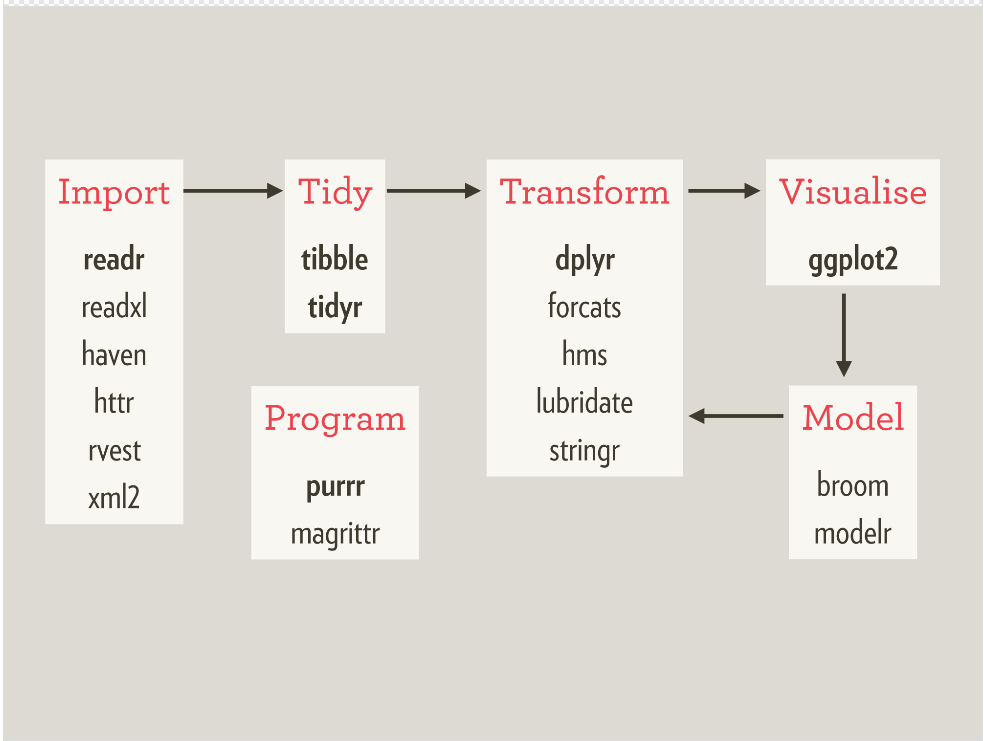 Import
readr
readxl
haven
httr
rvest
xml2
Tidy
tibble
tidyr
Program
purrr
magrittr
Transform
dplyr
forcats
hms
lubridate
stringr
Visualise
ggplot2
Model
broom
modelr